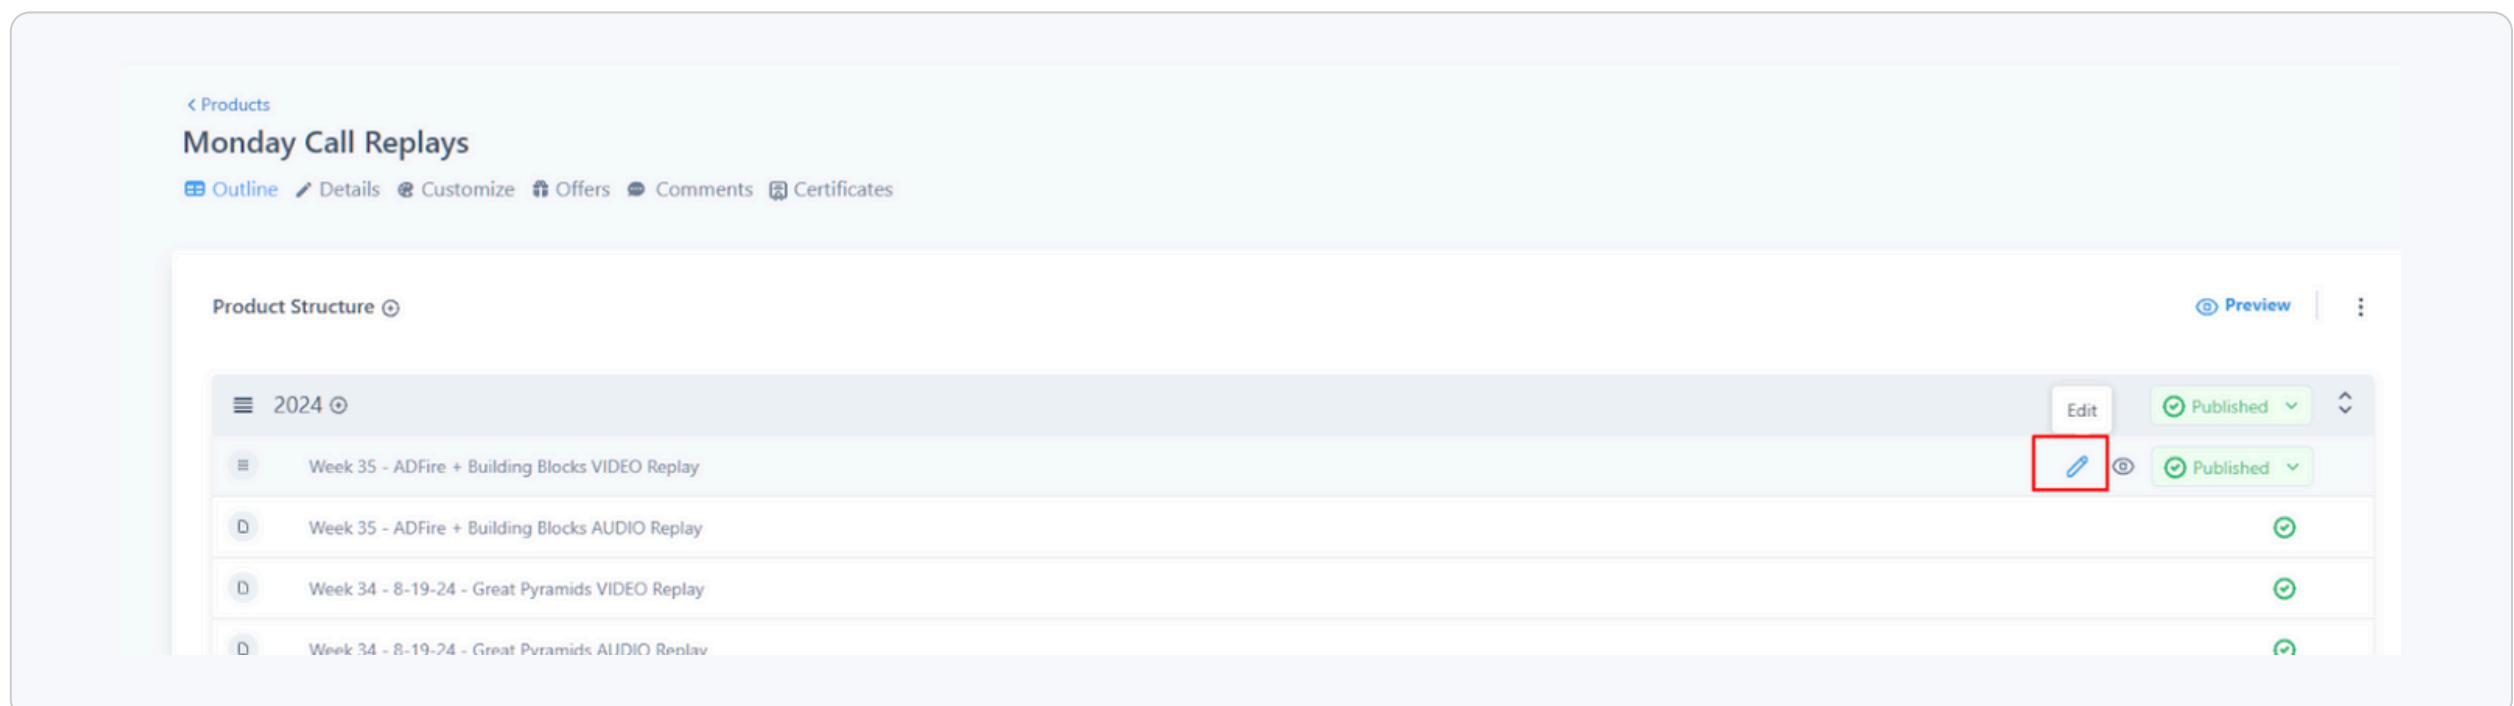 Products
Monday Call Replays
Outline Details Customize Offers Comments Certificates
Product Structure Preview
2024 Edit Published
Week 35 - ADFire + Building Blocks VIDEO Replay Published
Week 35 - ADFire + Building Blocks AUDIO Replay
Week 34 - 8-19-24 - Great Pyramids VIDEO Replay
Week 34 - 8-19-24 - Great Pyramids AUDIO Replay